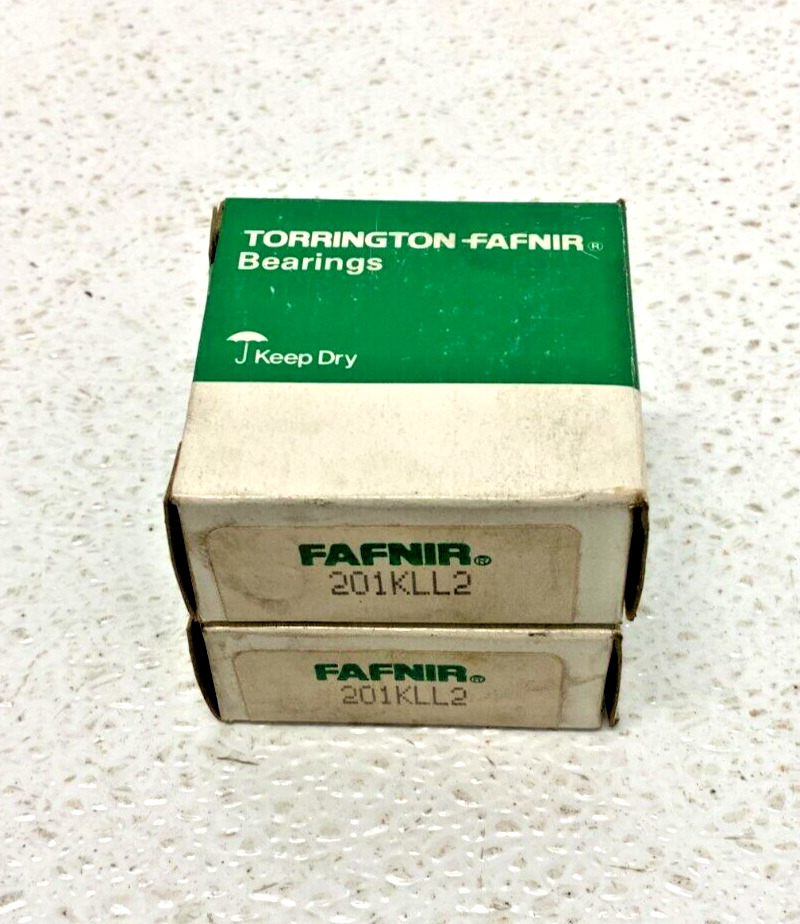 TORRINGTON FAFNIR®
Bearings
Keep Dry
FAFNIR®
201KLL2
FAFNIR®
201KLL2